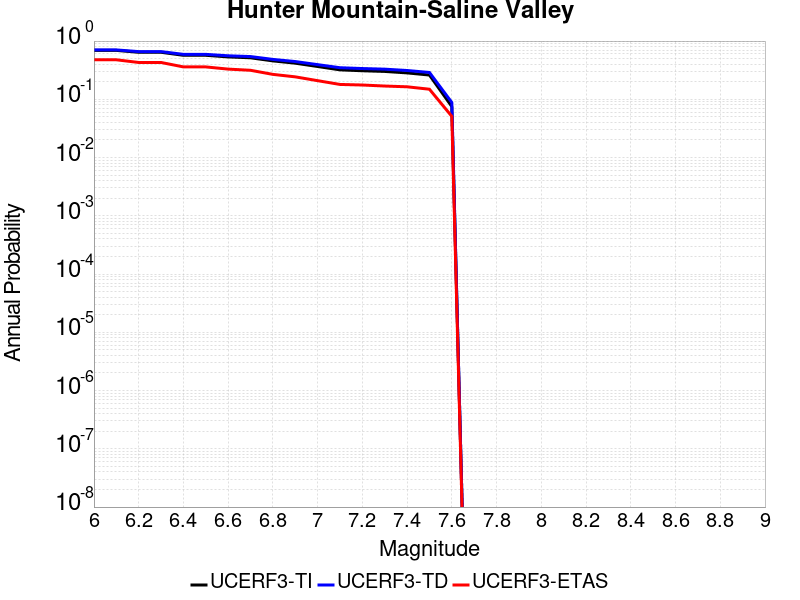 Hunter Mountain-Saline Valley
10^0
10^-1
10^-2
10^-3
10^-4
10^-5
10^-6
10^-7
10^-8
Annual Probability
6 6.2 6.4 6.6 6.8 7 7.2 7.4 7.6 7.8 8 8.2 8.4 8.6 8.8 9
Magnitude
UCERF3-TI UCERF3-TD UCERF3-ETAS